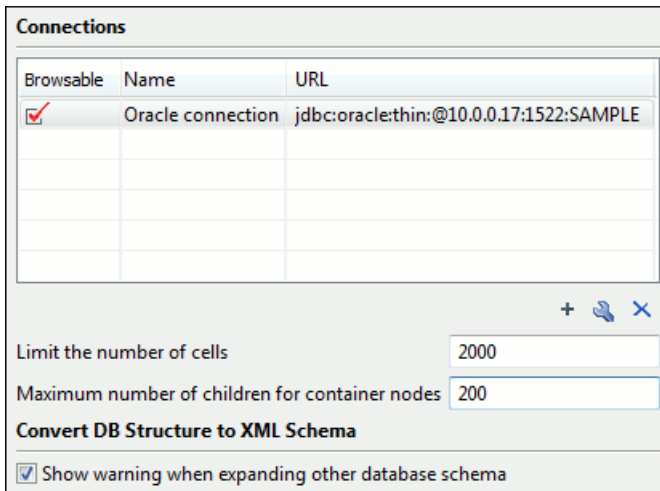 Connections
Browsable Name URL
Oracle connection jdbc:oracle:thin:@10.0.0.17:1522:SAMPLE
Limit the number of cells 2000
Maximum number of children for container nodes 200
Convert DB Structure to XML Schema
Show warning when expanding other database schema